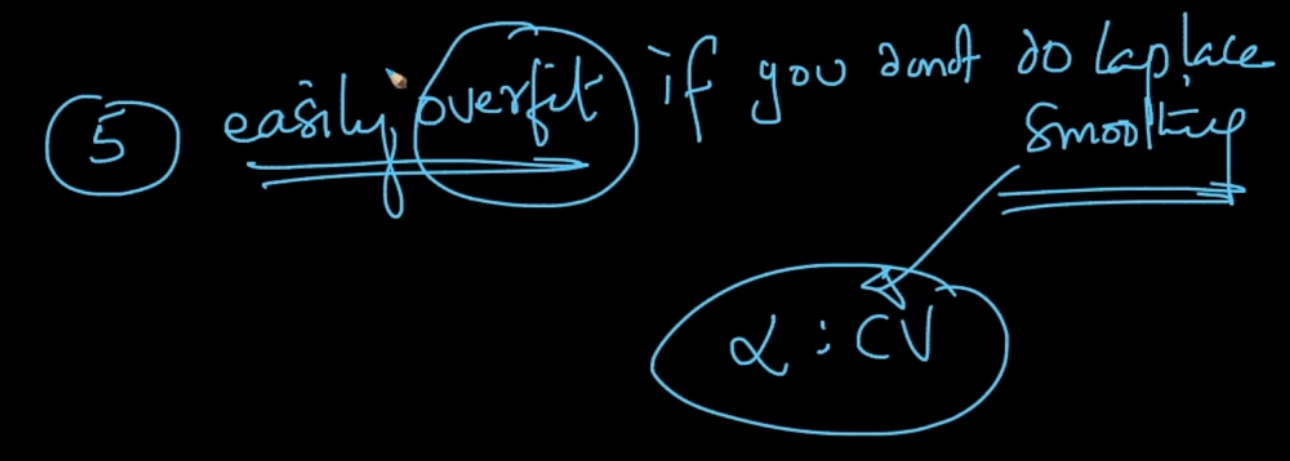 5 easily overfit if you dont do Laplace
Smoothing
α : CV